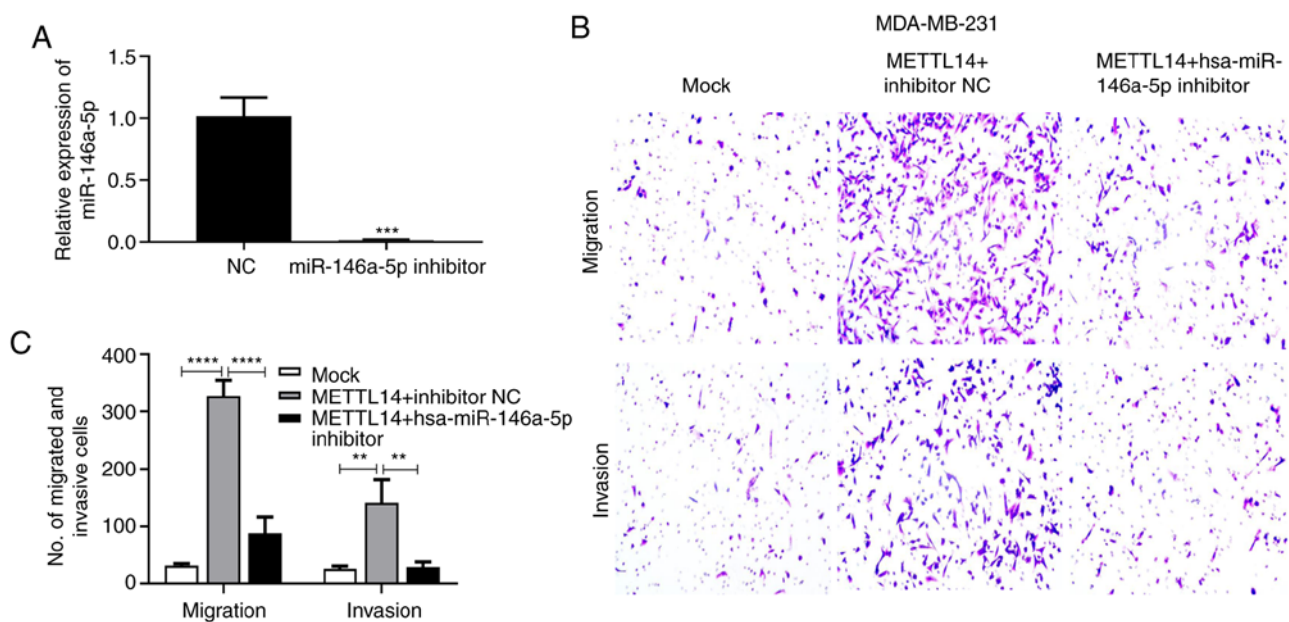 A
Relative expression of
miR-146a-5p
1.5
1.0
0.5
0.0
***
NC
miR-146a-5p inhibitor
B
MDA-MB-231
Mock
METTL14+
inhibitor NC
METTL14+hsa-miR-
146a-5p inhibitor
Migration
Invasion
C
No. of migrated and
invasive cells
400
300
200
100
0
**** ****
** **
Mock
METTL14+inhibitor NC
METTL14+hsa-miR-146a-5p
inhibitor
Migration
Invasion